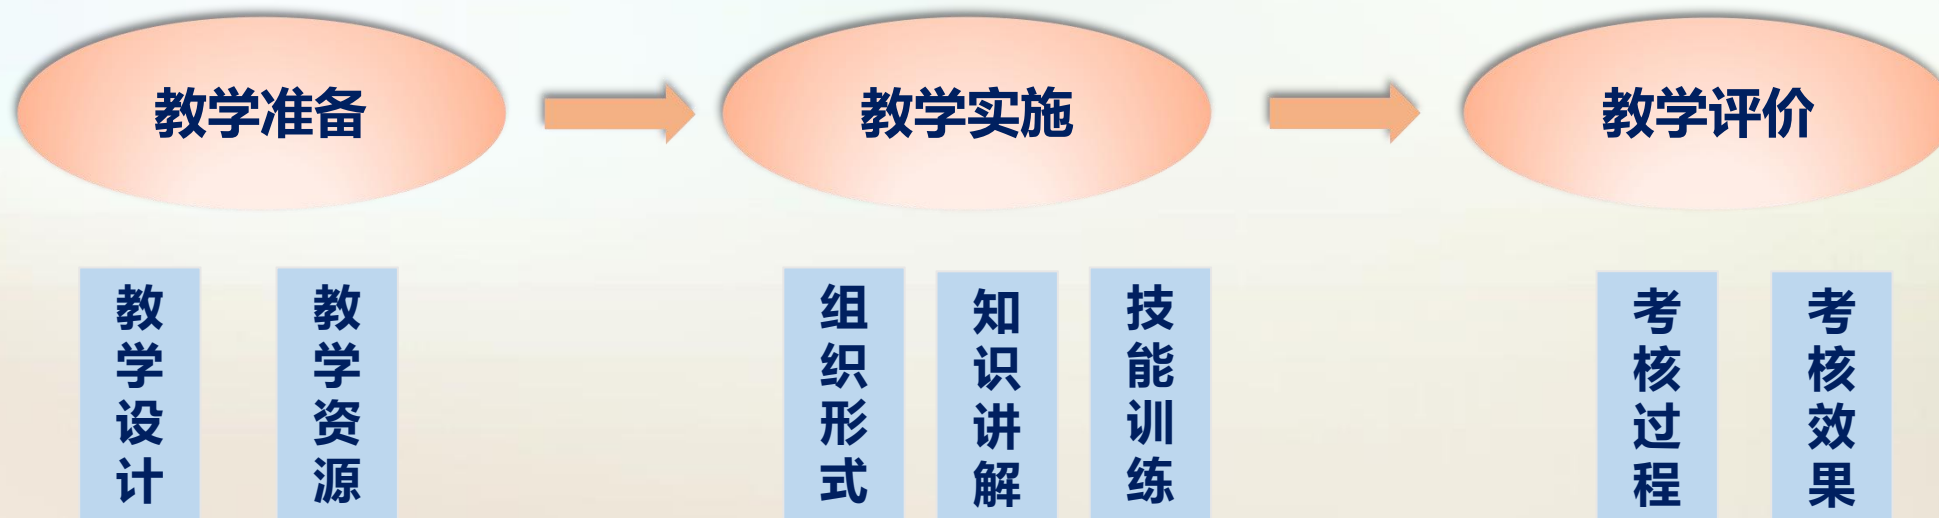 教学准备
教学实施
教学评价
教学设计
教学资源
组织形式
知识讲解
技能训练
考核过程
考核效果